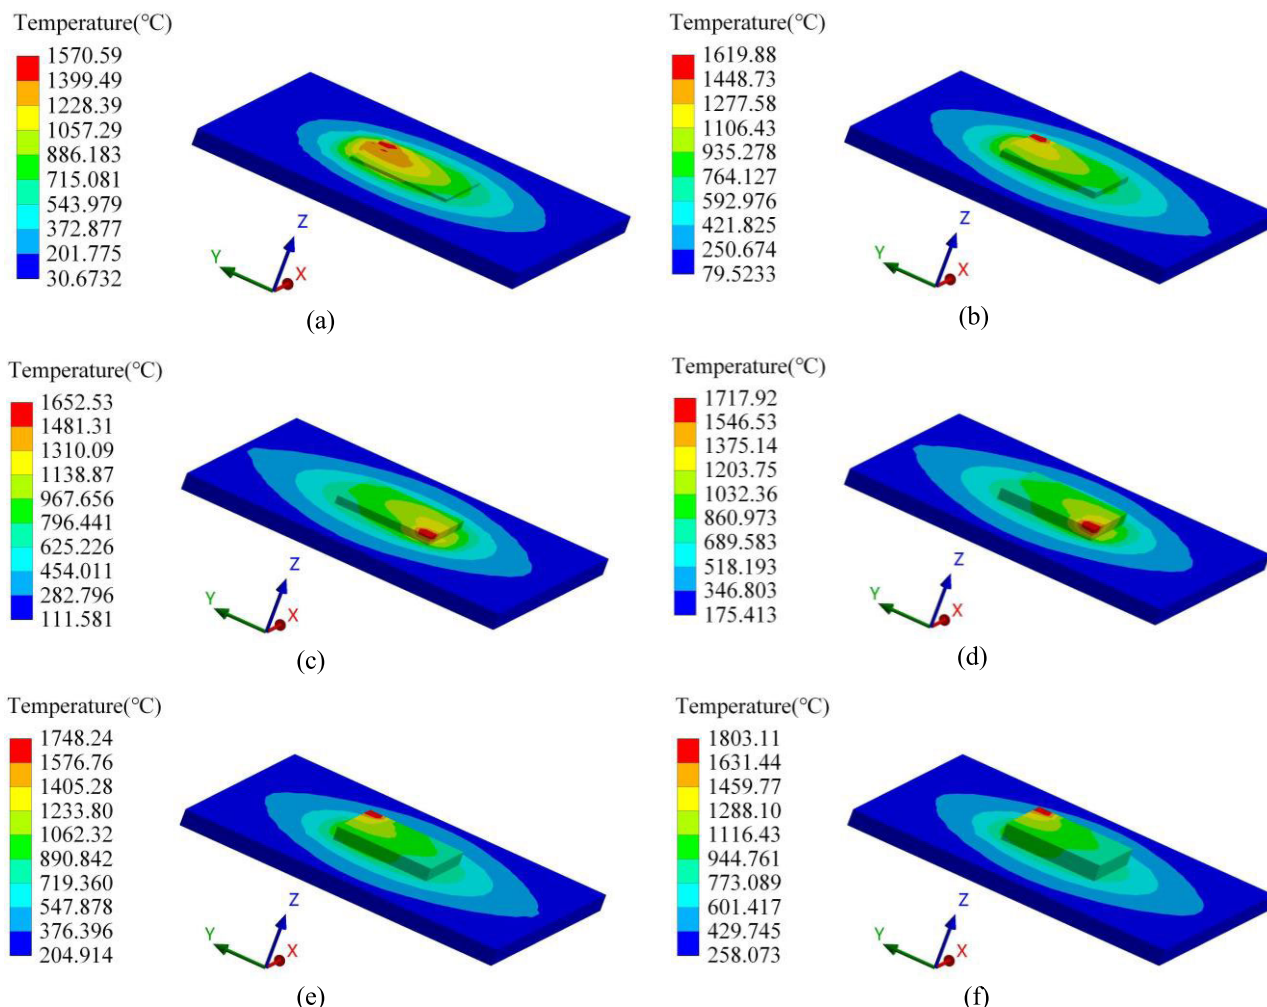 Temperature(°C)
1570.59
1399.49
1228.39
1057.29
886.183
715.081
543.979
372.877
201.775
30.6732
Z
Y
X
(a)
Temperature(°C)
1619.88
1448.73
1277.58
1106.43
935.278
764.127
592.976
421.825
250.674
79.5233
Z
Y
X
(b)
Temperature(°C)
1652.53
1481.31
1310.09
1138.87
967.656
796.441
625.226
454.011
282.796
111.581
Z
Y
X
(c)
Temperature(°C)
1717.92
1546.53
1375.14
1203.75
1032.36
860.973
689.583
518.193
346.803
175.413
Z
Y
X
(d)
Temperature(°C)
1748.24
1576.76
1405.28
1233.80
1062.32
890.842
719.360
547.878
376.396
204.914
Z
Y
X
(e)
Temperature(°C)
1803.11
1631.44
1459.77
1288.10
1116.43
944.761
773.089
601.417
429.745
258.073
Z
Y
X
(f)